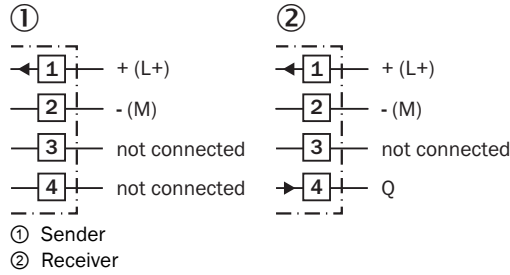 ① ②
1 + (L+)
2 - (M)
3 not connected
4 not connected
1 + (L+)
2 - (M)
3 not connected
4 Q
① Sender
② Receiver